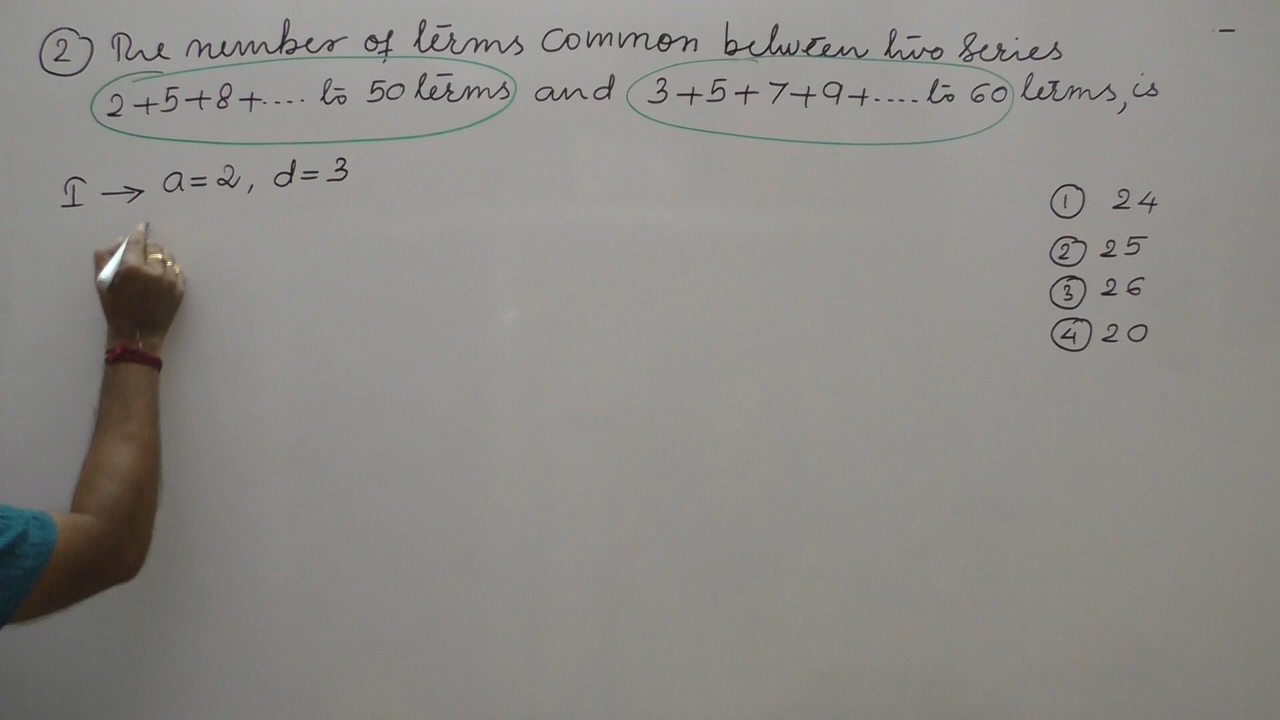 ② The number of terms common between two series
2+5+8+.... to 50 terms and 3+5+7+9+.... to 60 terms, is
I → a=2, d=3
① 24
② 25
③ 26
④ 20